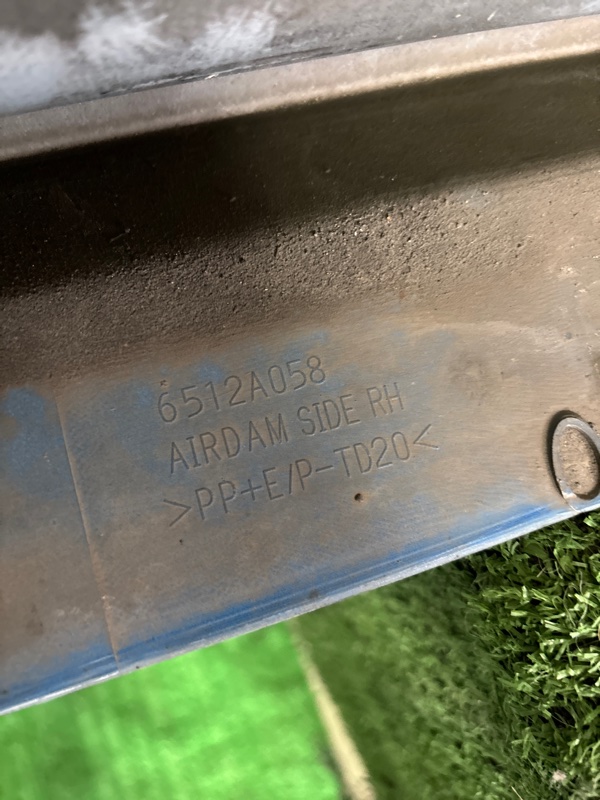 6512A058
AIRDAM SIDE RH
>PP+E/P-TD20<